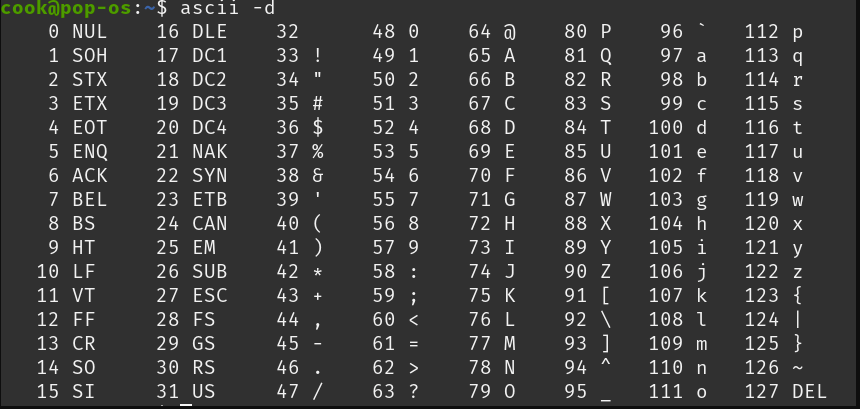 cook@pop-os:~$ ascii -d
0 NUL 16 DLE 32 48 0 64 @ 80 P 96 ` 112 p
1 SOH 17 DC1 33 ! 49 1 65 A 81 Q 97 a 113 q
2 STX 18 DC2 34 " 50 2 66 B 82 R 98 b 114 r
3 ETX 19 DC3 35 # 51 3 67 C 83 S 99 c 115 s
4 EOT 20 DC4 36 $ 52 4 68 D 84 T 100 d 116 t
5 ENQ 21 NAK 37 % 53 5 69 E 85 U 101 e 117 u
6 ACK 22 SYN 38 & 54 6 70 F 86 V 102 f 118 v
7 BEL 23 ETB 39 ' 55 7 71 G 87 W 103 g 119 w
8 BS 24 CAN 40 ( 56 8 72 H 88 X 104 h 120 x
9 HT 25 EM 41 ) 57 9 73 I 89 Y 105 i 121 y
10 LF 26 SUB 42 * 58 : 74 J 90 Z 106 j 122 z
11 VT 27 ESC 43 + 59 ; 75 K 91 [ 107 k 123 {
12 FF 28 FS 44 , 60 < 76 L 92 \ 108 l 124 |
13 CR 29 GS 45 - 61 = 77 M 93 ] 109 m 125 }
14 SO 30 RS 46 . 62 > 78 N 94 ^ 110 n 126 ~
15 SI 31 US 47 / 63 ? 79 O 95 _ 111 o 127 DEL